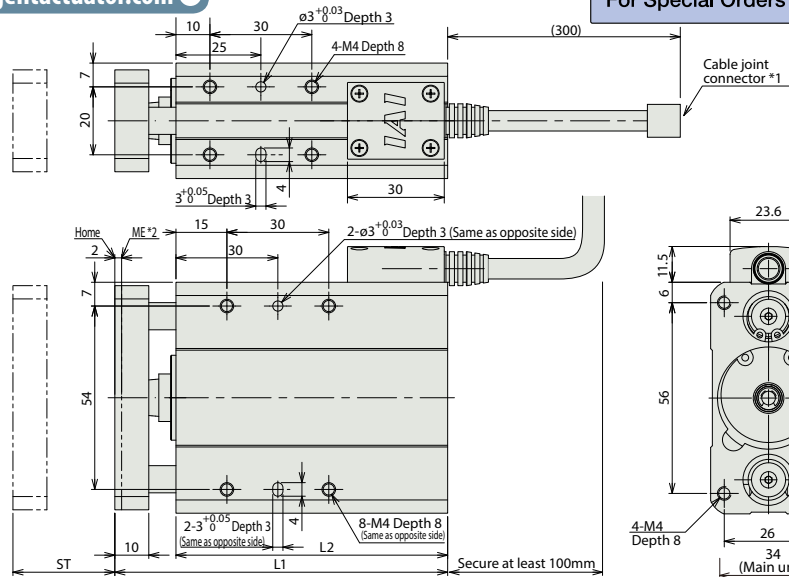 For Special Orders
10
30
ø3 +0.03 0 Depth 3
25
4-M4 Depth 8
(300)
Cable joint
connector *1
7
20
IAI
3 +0.05 0 Depth 3
4
30
Home
ME*2
2
15
30
2-ø3 +0.03 0 Depth 3 (Same as opposite side)
30
7
54
23.6
11.5
6
56
2-3 +0.05 0 Depth 3
(Same as opposite side)
4
8-M4 Depth 8
(Same as opposite side)
10
L2
ST
L1
Secure at least 100mm
4-M4
Depth 8
26
34